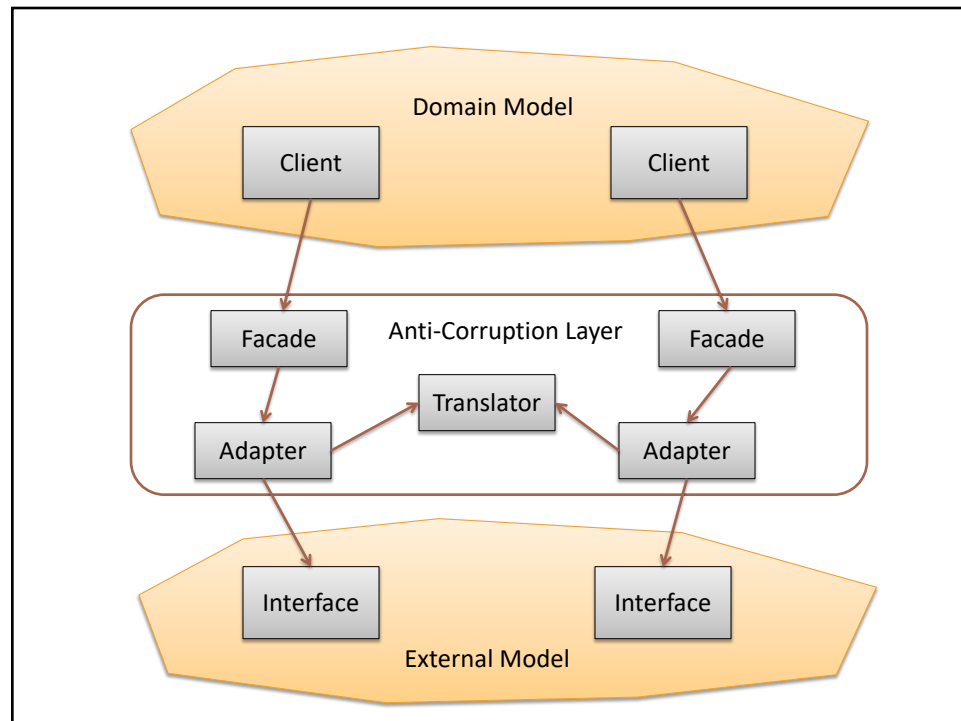 Domain Model
Client
Client
Facade
Anti-Corruption Layer
Facade
Translator
Adapter
Adapter
Interface
Interface
External Model